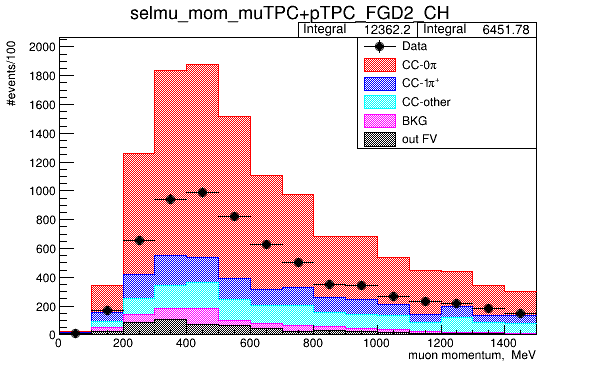 selmu_mom_muTPC+pTPC_FGD2_CH
Integral 12362.2 Integral 6451.78
#events/100
2000
1800
1600
1400
1200
1000
800
600
400
200
0
Data
CC-0π
CC-1π⁺
CC-other
BKG
out FV
0 200 400 600 800 1000 1200 1400
muon momentum, MeV